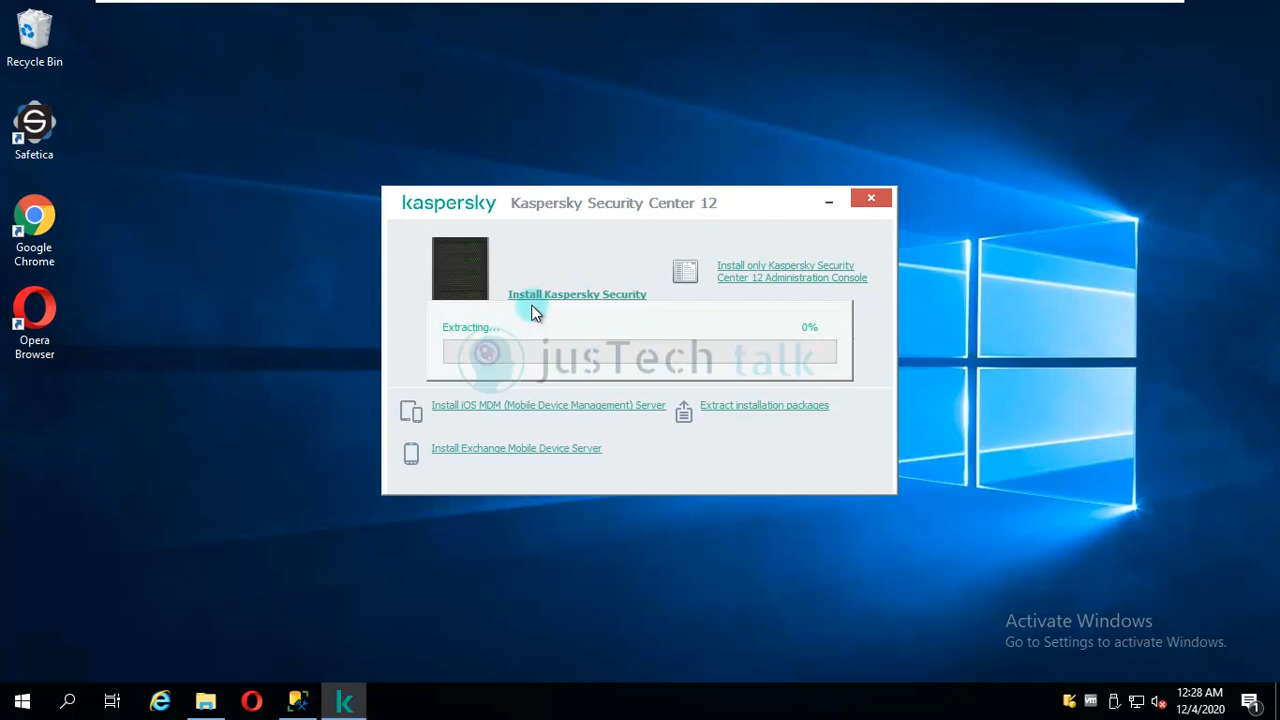 Recycle Bin
Safetica
Google
Chrome
Opera
Browser
kaspersky
Kaspersky Security Center 12
Install only Kaspersky Security
Center 12 Administration Console
Install Kaspersky Security
Extracting...
0%
jusTech talk
Install iOS MDM (Mobile Device Management) Server
Extract installation packages
Install Exchange Mobile Device Server
Activate Windows
Go to Settings to activate Windows.
12:28 AM
12/4/2020
1